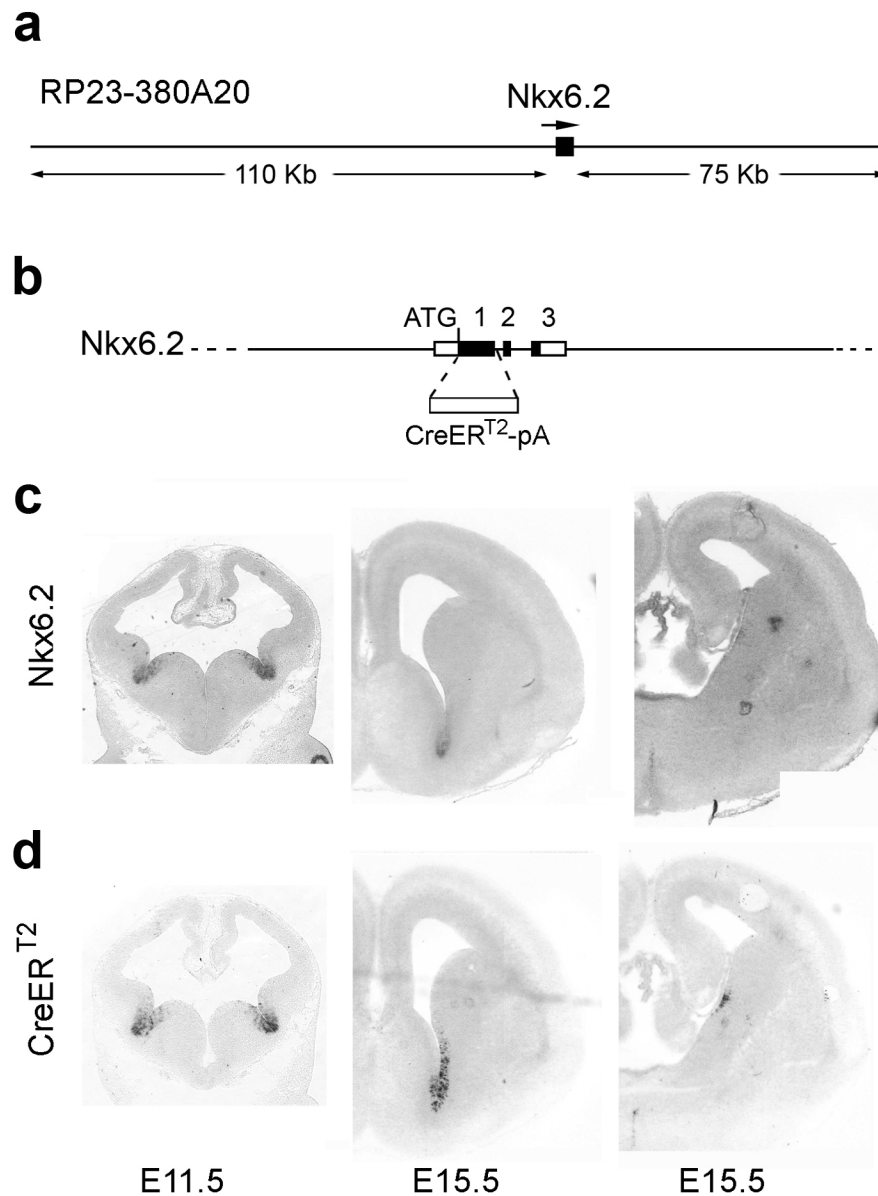 a
RP23-380A20
Nkx6.2
110 Kb
75 Kb
b
ATG 1 2 3
Nkx6.2
CreER^T2-pA
c
Nkx6.2
d
CreER^T2
E11.5 E15.5 E15.5